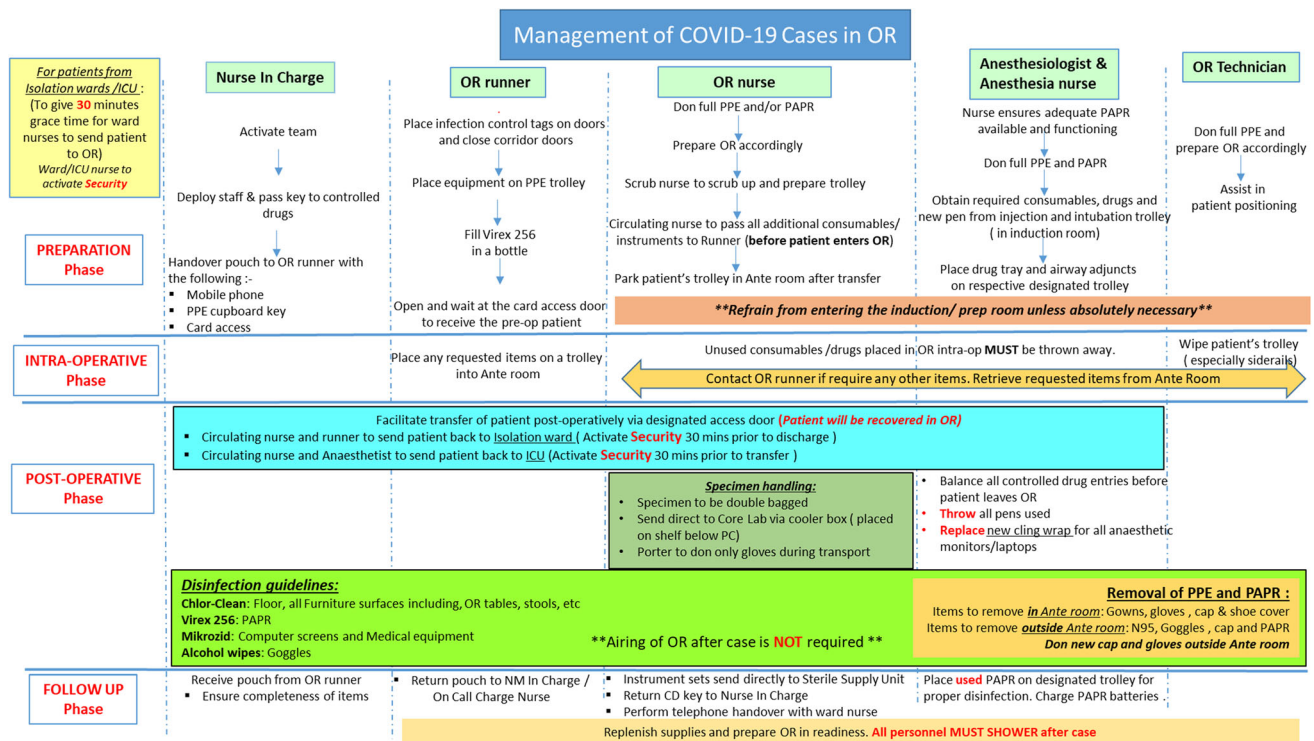 Management of COVID-19 Cases in OR
For patients from
Isolation wards /ICU :
(To give 30 minutes
grace time for ward
nurses to send patient
to OR)
Ward/ICU nurse to
activate Security
Nurse In Charge
OR runner
OR nurse
Anesthesiologist &
Anesthesia nurse
OR Technician
PREPARATION
Phase
Activate team
Deploy staff & pass key to controlled
drugs
Handover pouch to OR runner with
the following :-
▪ Mobile phone
▪ PPE cupboard key
▪ Card access
Place infection control tags on doors
and close corridor doors
Place equipment on PPE trolley
Fill Virex 256
in a bottle
Open and wait at the card access door
to receive the pre-op patient
Don full PPE and/or PAPR
Prepare OR accordingly
Scrub nurse to scrub up and prepare trolley
Circulating nurse to pass all additional consumables/
instruments to Runner (before patient enters OR)
Park patient's trolley in Ante room after transfer
Nurse ensures adequate PAPR
available and functioning
Don full PPE and PAPR
Obtain required consumables, drugs and
new pen from injection and intubation trolley
( in induction room)
Place drug tray and airway adjuncts
on respective designated trolley
Don full PPE and
prepare OR accordingly
Assist in
patient positioning
**Refrain from entering the induction/ prep room unless absolutely necessary**
INTRA-OPERATIVE
Phase
Place any requested items on a trolley
into Ante room
Unused consumables /drugs placed in OR intra-op MUST be thrown away.
Wipe patient's trolley
( especially siderails)
Contact OR runner if require any other items. Retrieve requested items from Ante Room
POST-OPERATIVE
Phase
Facilitate transfer of patient post-operatively via designated access door (Patient will be recovered in OR)
▪ Circulating nurse and runner to send patient back to Isolation ward ( Activate Security 30 mins prior to discharge )
▪ Circulating nurse and Anaesthetist to send patient back to ICU (Activate Security 30 mins prior to transfer )
Specimen handling:
• Specimen to be double bagged
• Send direct to Core Lab via cooler box ( placed
on shelf below PC)
• Porter to don only gloves during transport
• Balance all controlled drug entries before
patient leaves OR
• Throw all pens used
• Replace new cling wrap for all anaesthetic
monitors/laptops
Disinfection guidelines:
Chlor-Clean: Floor, all Furniture surfaces including, OR tables, stools, etc
Virex 256: PAPR
Mikrozid: Computer screens and Medical equipment
Alcohol wipes: Goggles
**Airing of OR after case is NOT required **
Removal of PPE and PAPR :
Items to remove in Ante room: Gowns, gloves , cap & shoe cover
Items to remove outside Ante room: N95, Goggles , cap and PAPR
Don new cap and gloves outside Ante room
FOLLOW UP
Phase
Receive pouch from OR runner
▪ Ensure completeness of items
▪ Return pouch to NM In Charge /
On Call Charge Nurse
▪ Instrument sets send directly to Sterile Supply Unit
▪ Return CD key to Nurse In Charge
▪ Perform telephone handover with ward nurse
Place used PAPR on designated trolley for
proper disinfection. Charge PAPR batteries .
Replenish supplies and prepare OR in readiness. All personnel MUST SHOWER after case